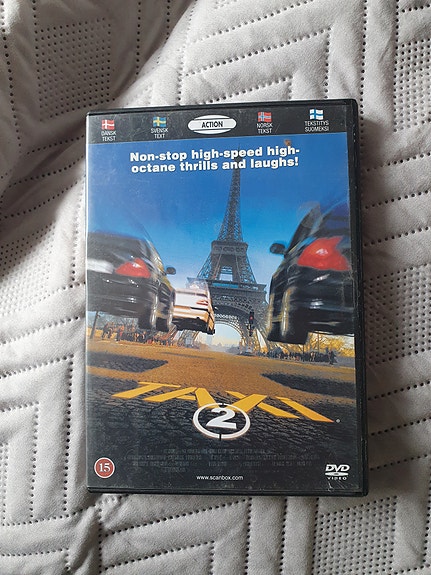 DANSK
TEKST
SVENSK
TEXT
ACTION
NORSK
TEKST
TEKSTITYS
SUOMEKSI
Non-stop high-speed high-
octane thrills and laughs!
TAXI
2
15
www.scanbox.com
DVD
VIDEO